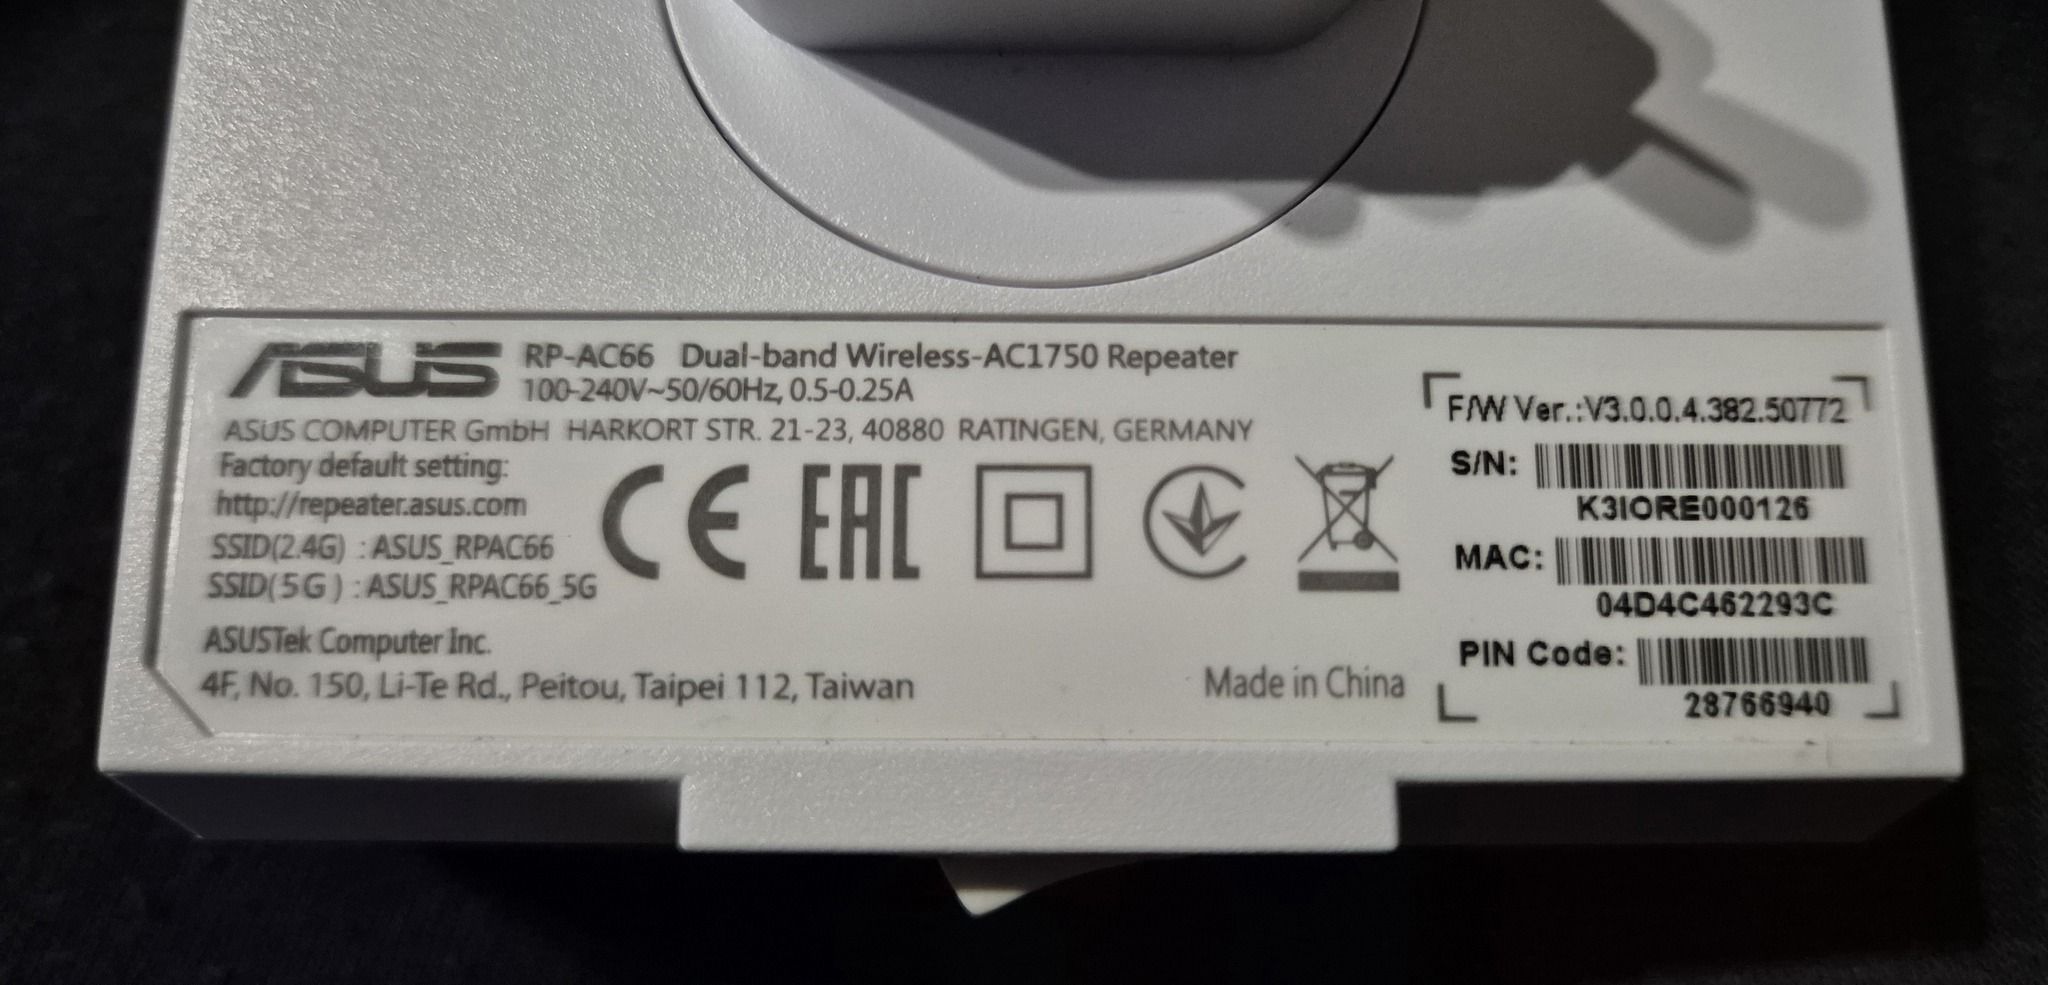 ASUS RP-AC66 Dual-band Wireless-AC1750 Repeater
100-240V~50/60Hz, 0.5-0.25A
ASUS COMPUTER GmbH HARKORT STR. 21-23, 40880 RATINGEN, GERMANY
Factory default setting:
http://repeater.asus.com
SSID(2.4G) : ASUS_RPAC66
SSID(5G ) : ASUS_RPAC66_5G
CE EAC
ASUSTek Computer Inc.
4F, No. 150, Li-Te Rd., Peitou, Taipei 112, Taiwan
Made in China
F/W Ver.:V3.0.0.4.382.50772
S/N:
K3IORE000126
MAC:
04D4C462293C
PIN Code:
28766940